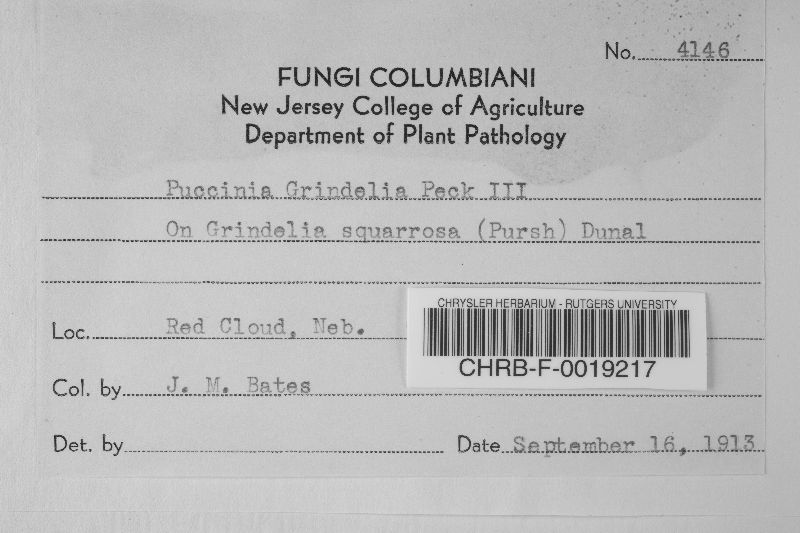 No. 4146
FUNGI COLUMBIANI
New Jersey College of Agriculture
Department of Plant Pathology
Puccinia Grindelia Peck III
On Grindelia squarrosa (Pursh) Dunal
Loc. Red Cloud, Neb.
CHRYSLER HERBARIUM - RUTGERS UNIVERSITY
CHRB-F-0019217
Col. by J. M. Bates
Det. by
Date September 16, 1913